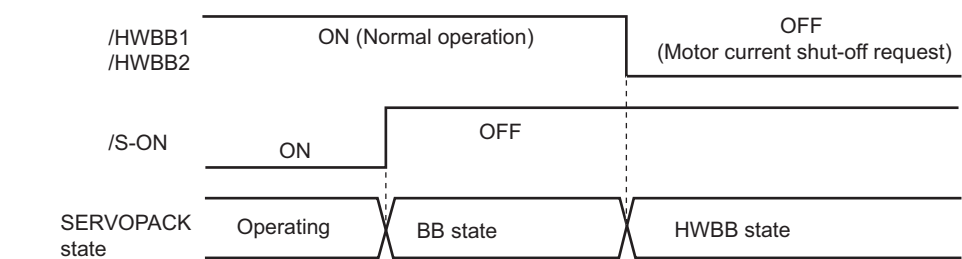 /HWBB1
/HWBB2
ON (Normal operation)
OFF
(Motor current shut-off request)
/S-ON
ON
OFF
SERVOPACK
state
Operating
BB state
HWBB state